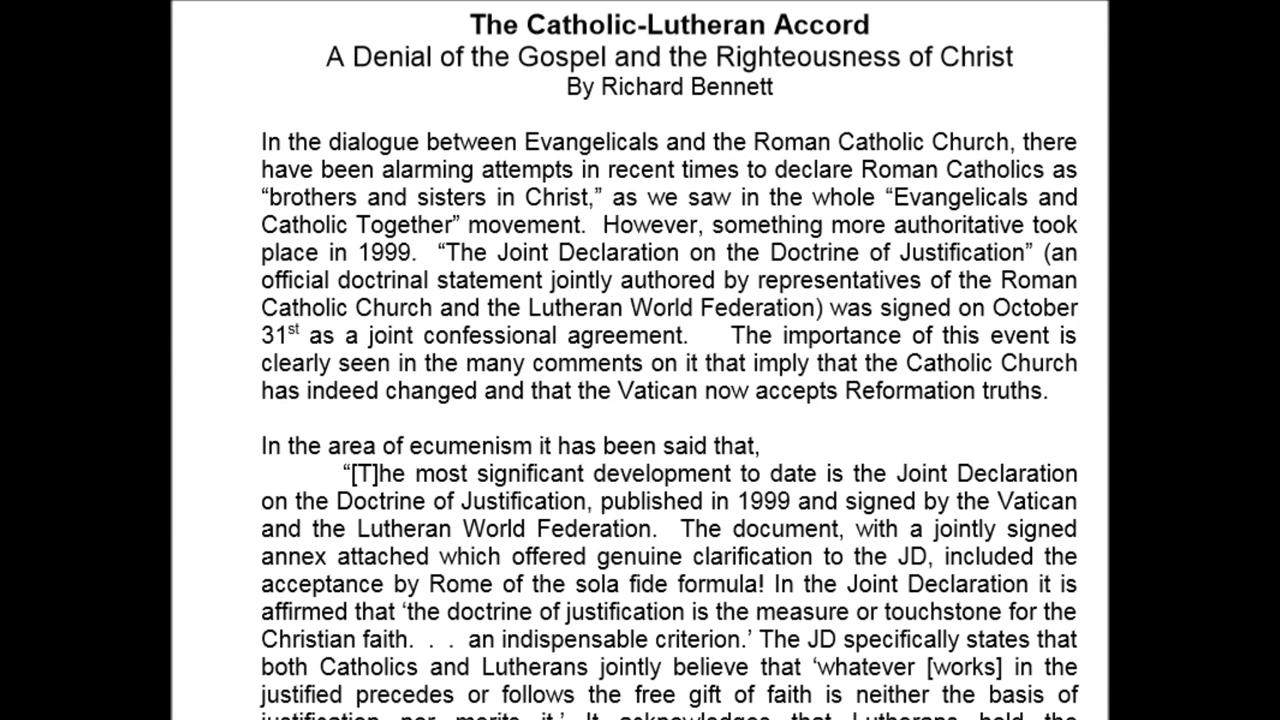 The Catholic-Lutheran Accord
A Denial of the Gospel and the Righteousness of Christ
By Richard Bennett
In the dialogue between Evangelicals and the Roman Catholic Church, there
have been alarming attempts in recent times to declare Roman Catholics as
“brothers and sisters in Christ,” as we saw in the whole “Evangelicals and
Catholic Together” movement.  However, something more authoritative took
place in 1999.  “The Joint Declaration on the Doctrine of Justification” (an
official doctrinal statement jointly authored by representatives of the Roman
Catholic Church and the Lutheran World Federation) was signed on October
31st as a joint confessional agreement.  The importance of this event is
clearly seen in the many comments on it that imply that the Catholic Church
has indeed changed and that the Vatican now accepts Reformation truths.
In the area of ecumenism it has been said that,
“[T]he most significant development to date is the Joint Declaration
on the Doctrine of Justification, published in 1999 and signed by the Vatican
and the Lutheran World Federation.  The document, with a jointly signed
annex attached which offered genuine clarification to the JD, included the
acceptance by Rome of the sola fide formula! In the Joint Declaration it is
affirmed that ‘the doctrine of justification is the measure or touchstone for the
Christian faith. . . an indispensable criterion.’ The JD specifically states that
both Catholics and Lutherans jointly believe that ‘whatever [works] in the
justified precedes or follows the free gift of faith is neither the basis of
justification nor merits it.’ It acknowledges that Lutherans hold the